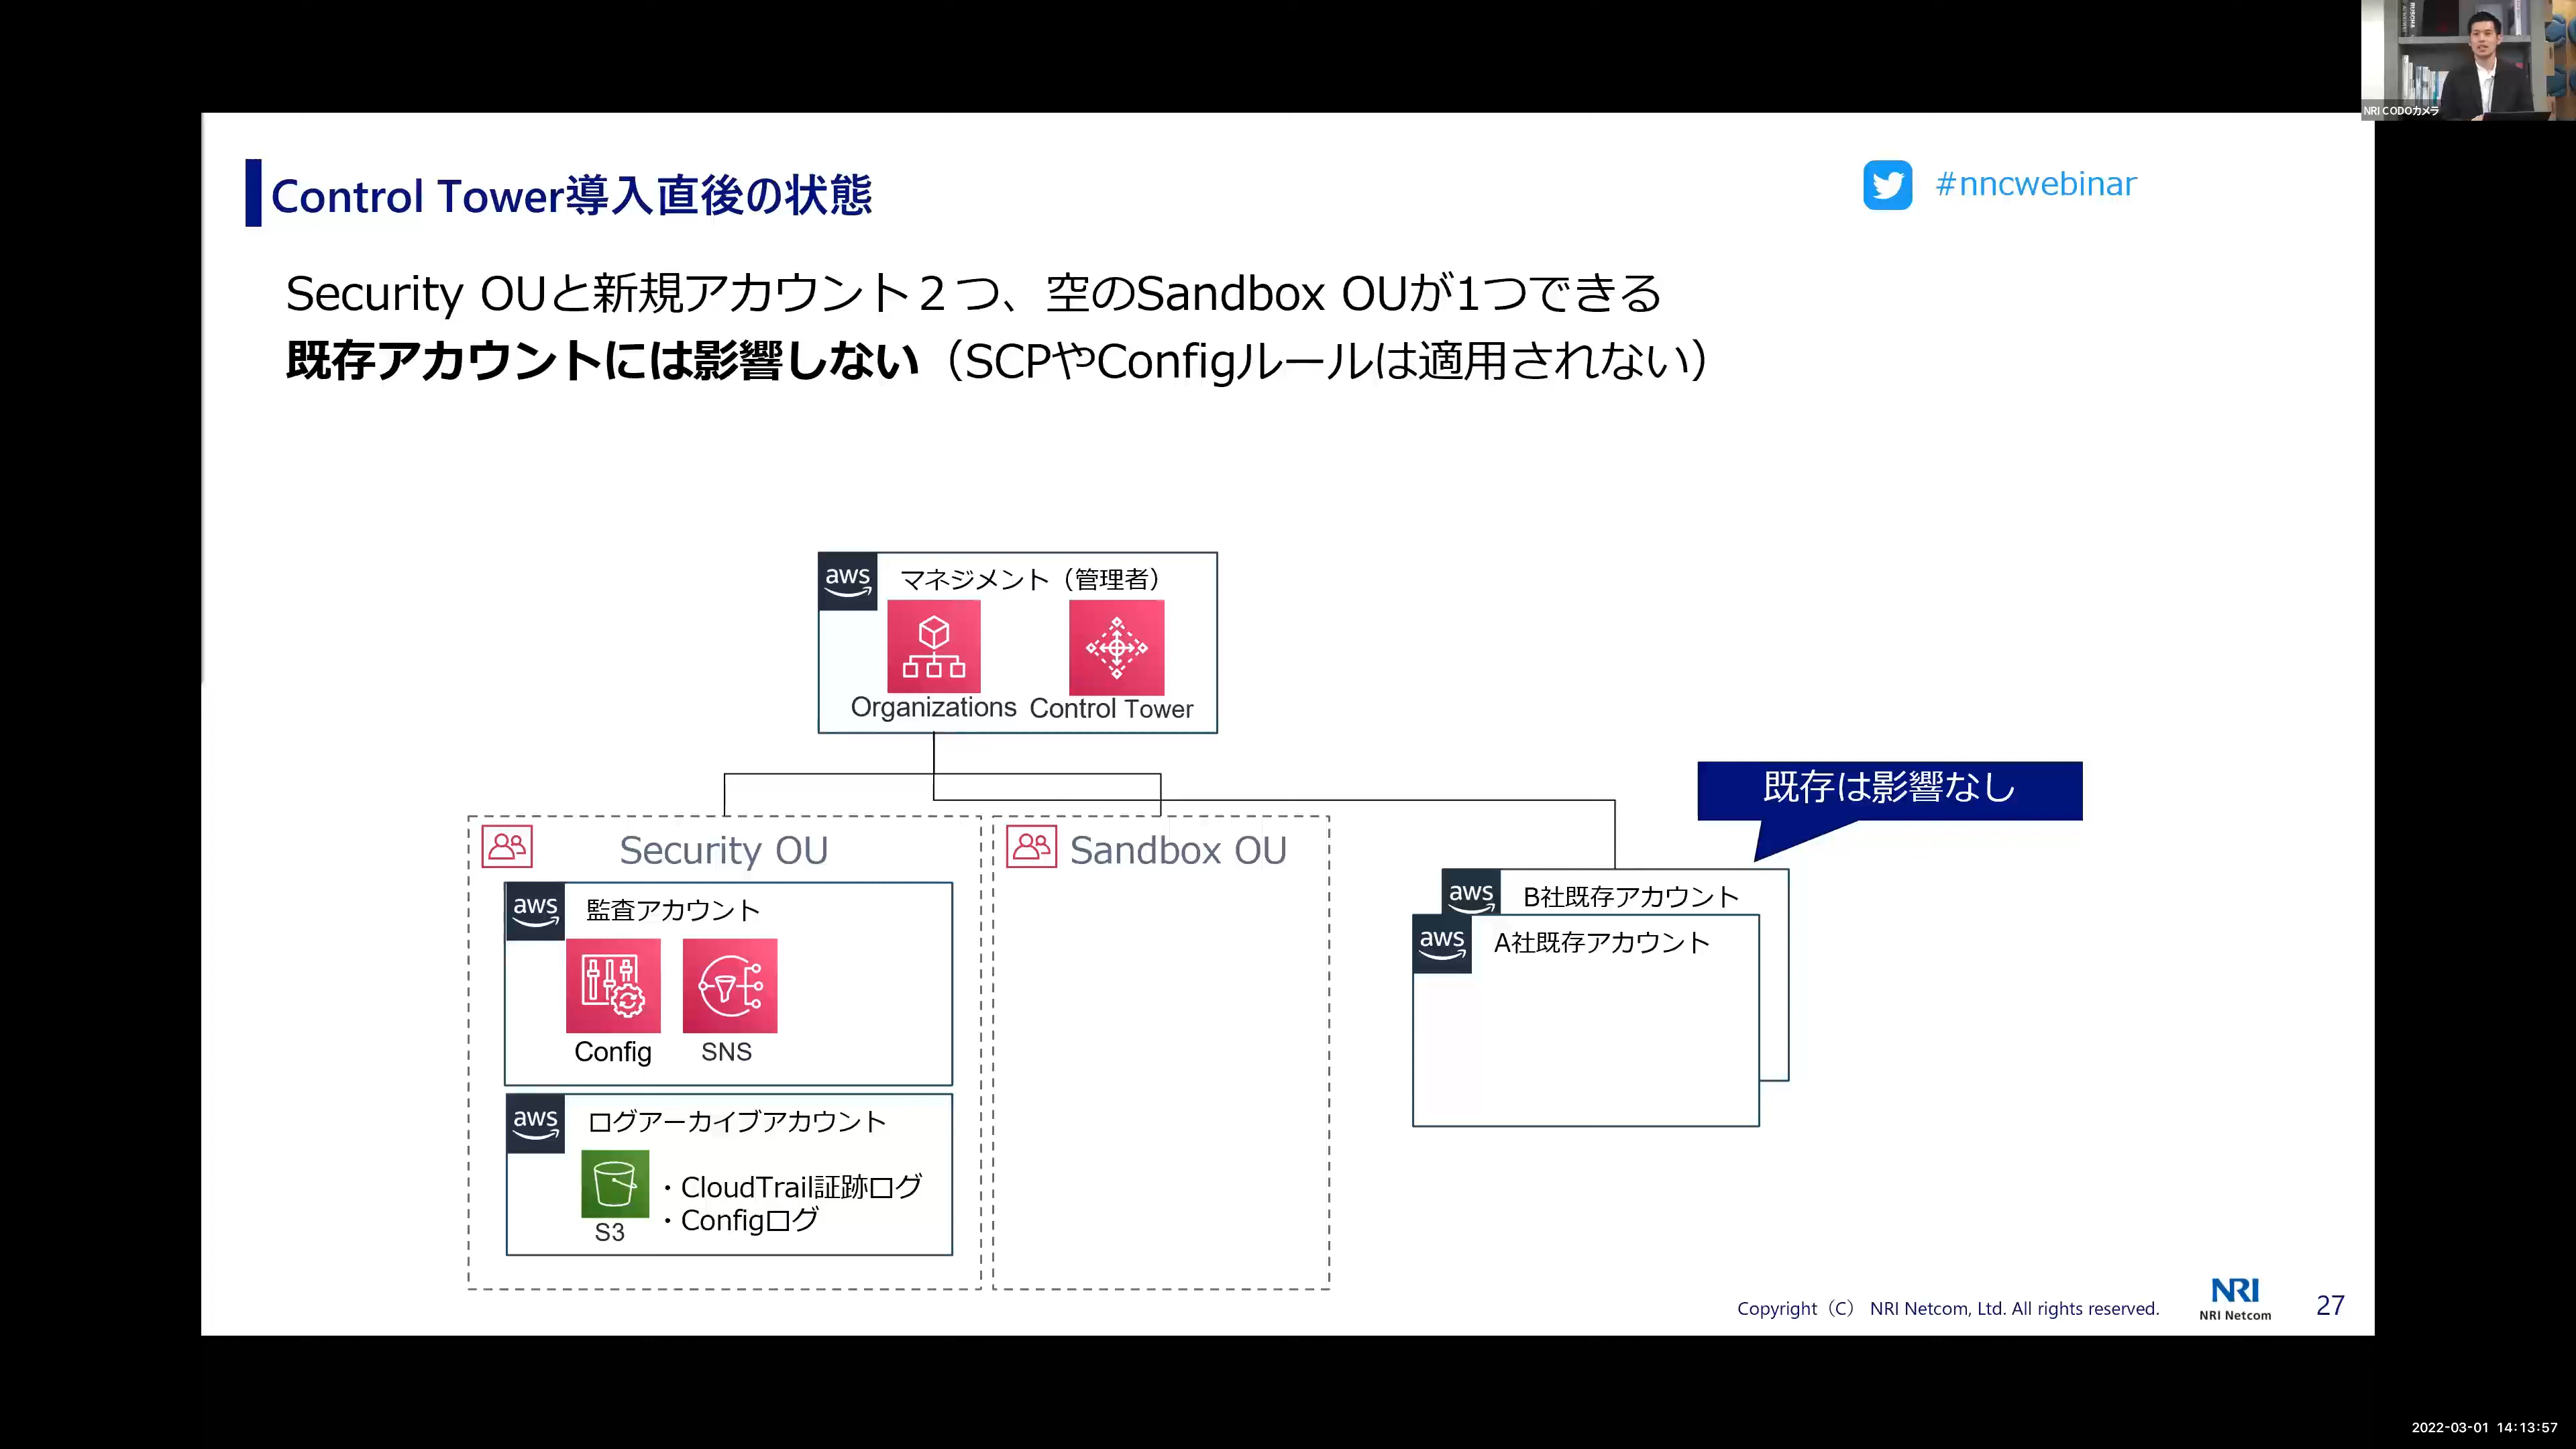 NRI CODOカメラ
Control Tower導入直後の状態
#nncwebinar
Security OUと新規アカウント２つ、空のSandbox OUが1つできる
既存アカウントには影響しない（SCPやConfigルールは適用されない）
aws
マネジメント（管理者）
Organizations
Control Tower
既存は影響なし
Security OU
Sandbox OU
aws
監査アカウント
Config
SNS
aws
B社既存アカウント
aws
A社既存アカウント
aws
ログアーカイブアカウント
S3
・CloudTrail証跡ログ
・Configログ
Copyright（C） NRI Netcom, Ltd. All rights reserved.
NRI
NRI Netcom
27
2022-03-01 14:13:57